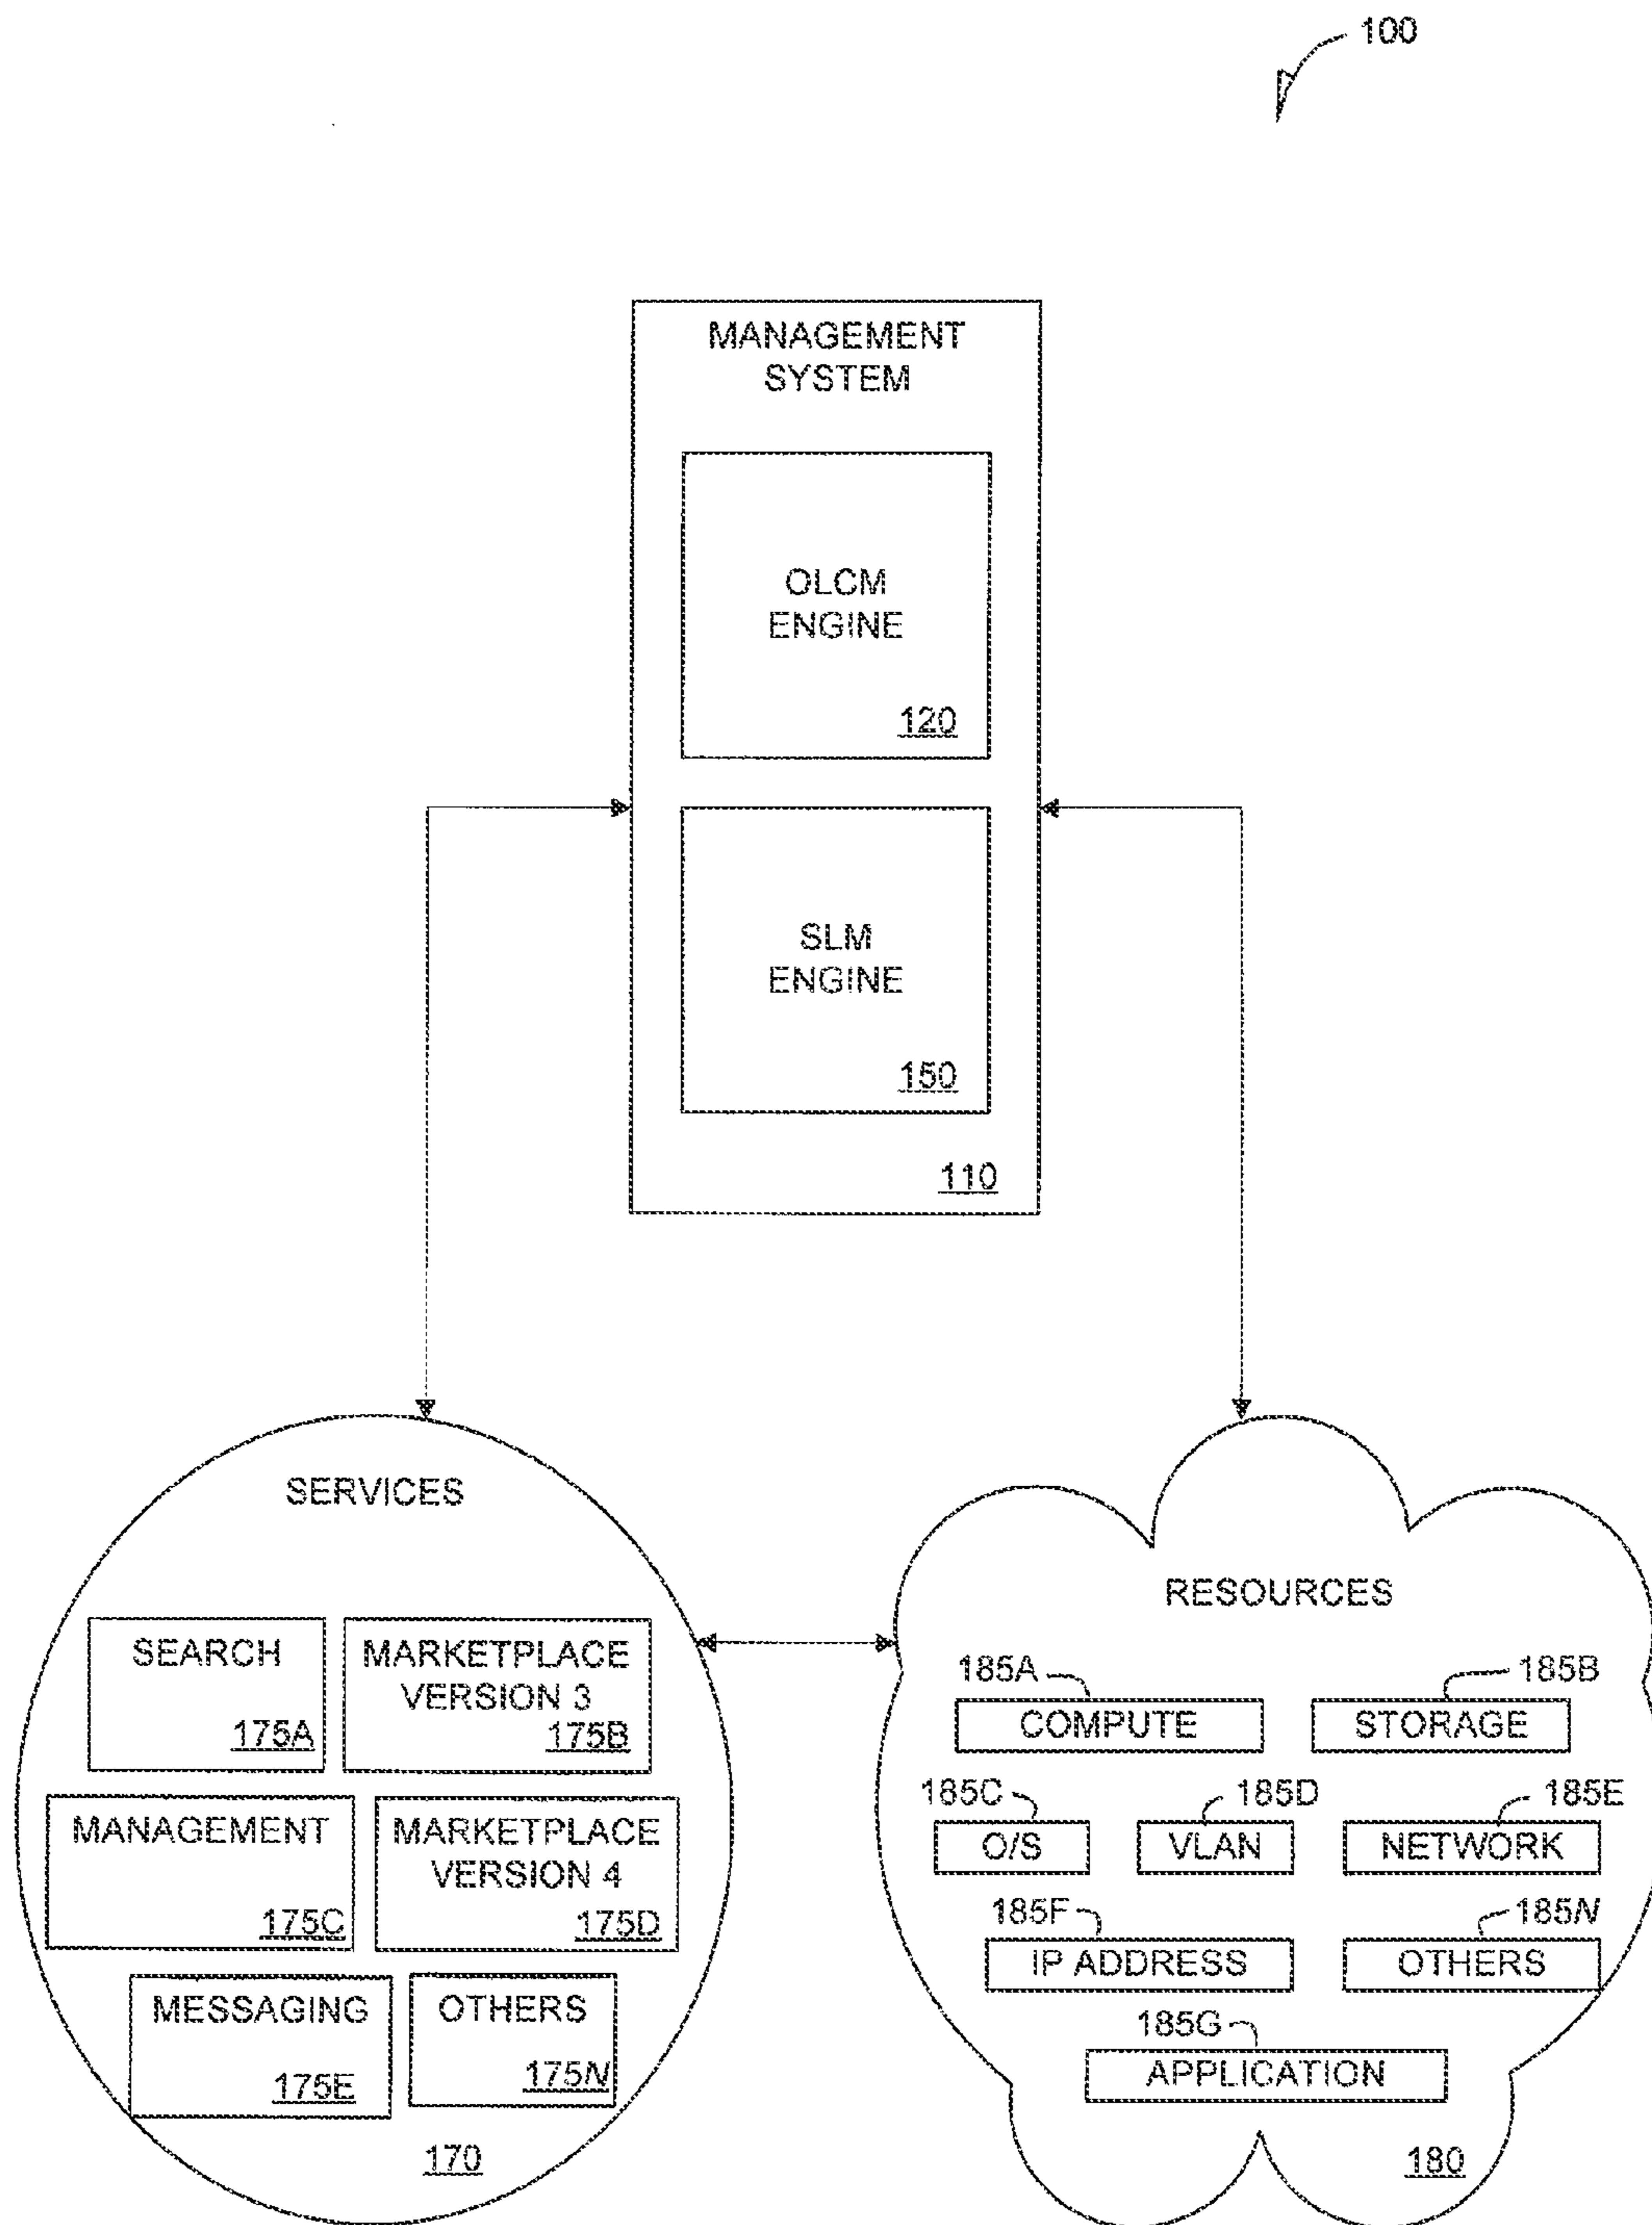 100
MANAGEMENT
SYSTEM
OLCM
ENGINE
120
SLM
ENGINE
150
110
SERVICES
SEARCH
175A
MARKETPLACE
VERSION 3
175B
MANAGEMENT
175C
MARKETPLACE
VERSION 4
175D
MESSAGING
175E
OTHERS
175N
170
RESOURCES
185A
COMPUTE
185B
STORAGE
185C
O/S
185D
VLAN
185E
NETWORK
185F
IP ADDRESS
185N
OTHERS
185G
APPLICATION
180